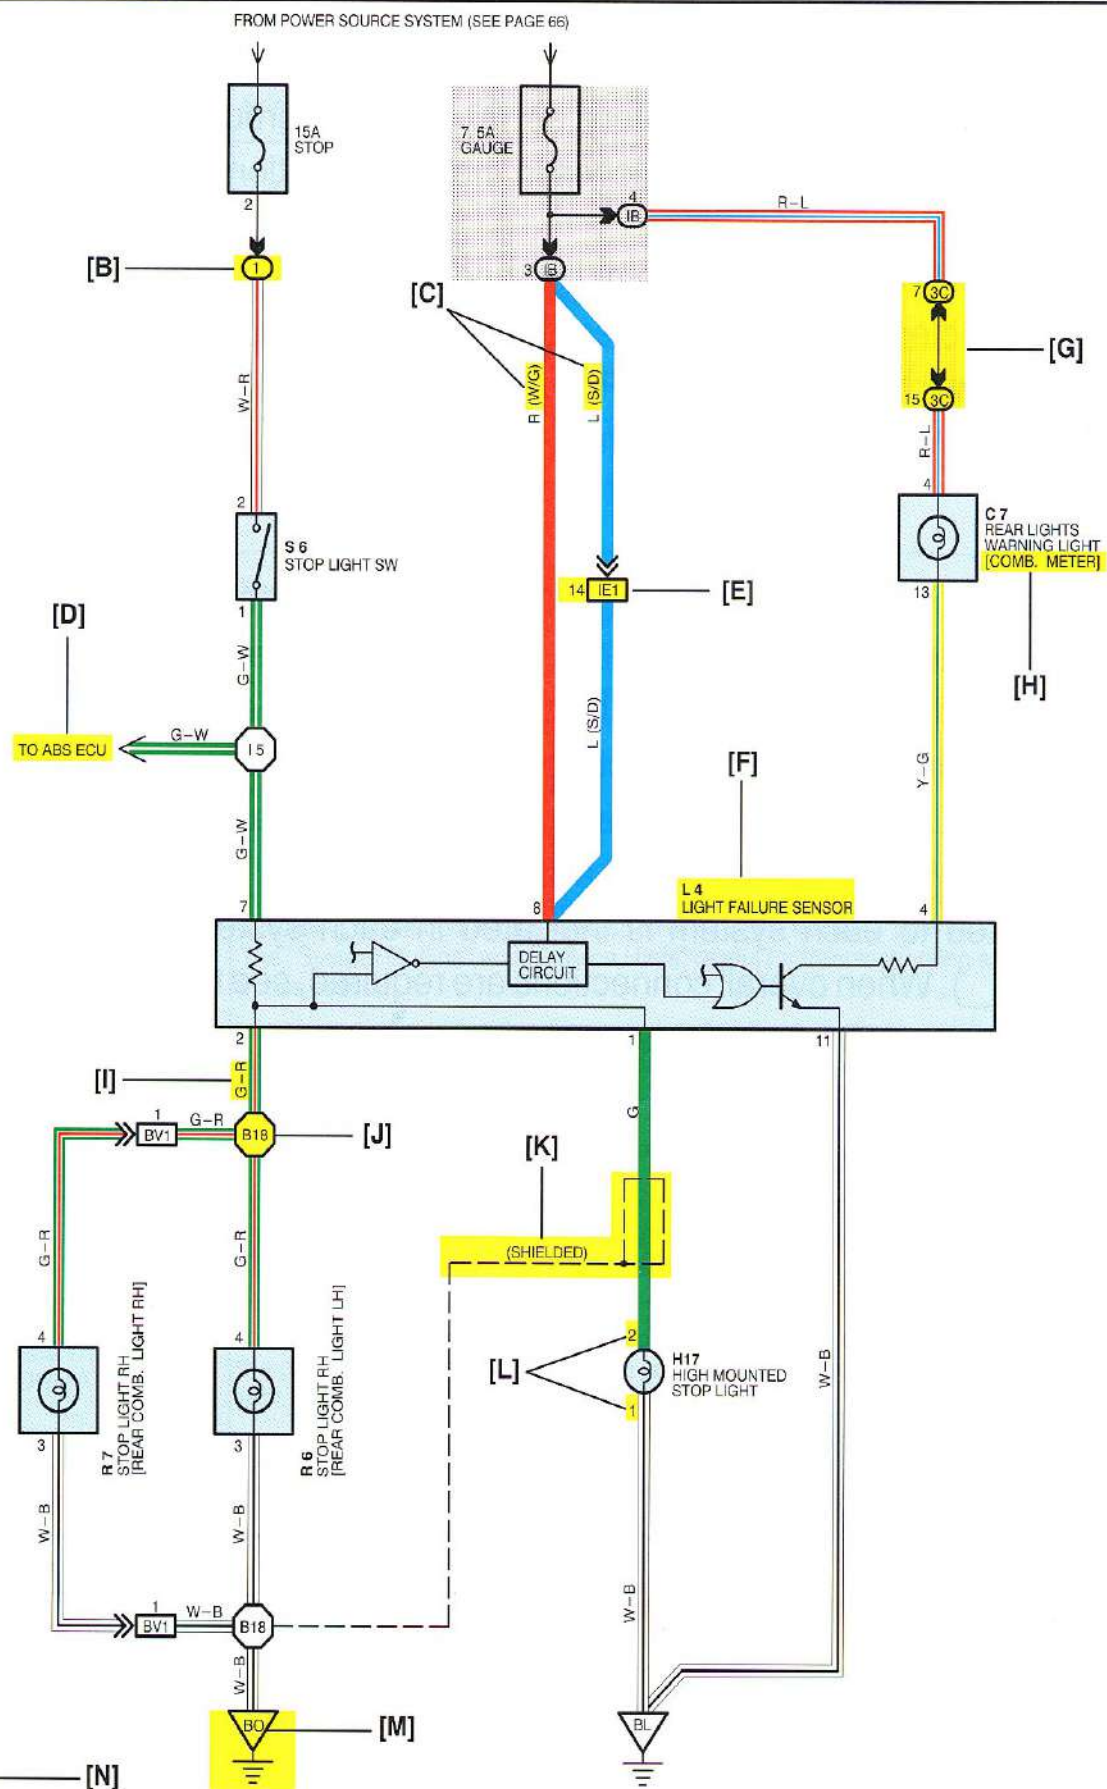 FROM POWER SOURCE SYSTEM (SEE PAGE 66)
15A
STOP
7. 5A
GAUGE
2
4
IB
R-L
[B]
1
3
IB
[C]
7
3C
[G]
15
3C
W-R
R (W/G)
L (S/D)
R-L
2
4
S 6
STOP LIGHT SW
C 7
REAR LIGHTS
WARNING LIGHT
[COMB. METER]
1
14
IE1
[E]
13
[D]
G-W
[H]
TO ABS ECU
G-W
I 5
L (S/D)
[F]
Y-G
G-W
L 4
LIGHT FAILURE SENSOR
7
8
4
DELAY
CIRCUIT
2
1
11
[I]
G-R
G
1
BV1
G-R
B18
[J]
[K]
G-R
G-R
(SHIELDED)
4
4
2
R 7
STOP LIGHT RH
[REAR COMB. LIGHT RH]
R 6
STOP LIGHT RH
[REAR COMB. LIGHT LH]
[L]
H17
HIGH MOUNTED
STOP LIGHT
W-B
1
3
3
W-B
W-B
W-B
1
BV1
W-B
B18
W-B
BO
[M]
BL
[N]